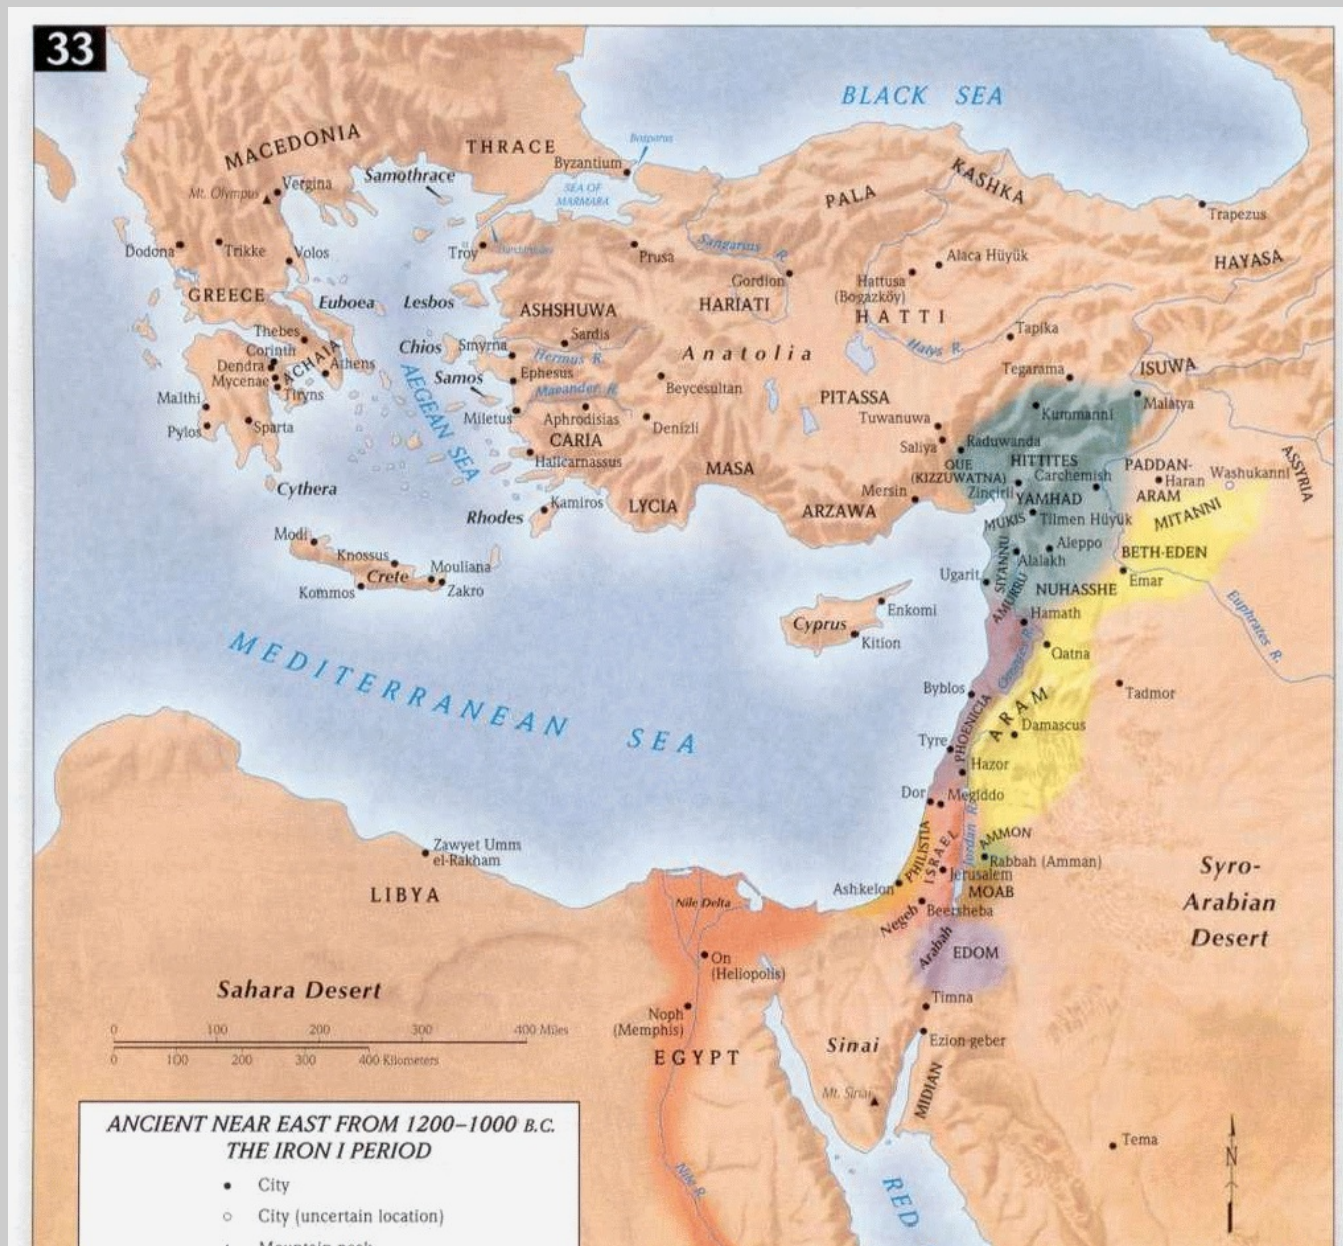 33
BLACK SEA
MACEDONIA
THRACE
Bosporus
Byzantium
Samothrace
Mt. Olympus
Vergina
SEA OF
MARMARA
PALA
KASHKA
Trapezus
Dodona
Trikke
Volos
Troy
Dardanelles
Prusa
Sangarius R.
Gordion
Alaca Hüyük
Hattusa
(Bogazköy)
HAYASA
GREECE
Euboea
Lesbos
ASHSHUWA
HARIATI
HATTI
Thebes
Corinth
Dendra
Mycenae
ACHAIA
Athens
Tiryns
Chios
Smyrna
Sardis
Hermus R.
Anatolia
Halys R.
Tapika
Samos
Ephesus
Maeander R.
Beycesultan
Tegarama
ISUWA
Malthi
Pylos
Sparta
AEGEAN SEA
Miletus
Aphrodisias
Denizli
PITASSA
Tuwanuwa
Kummanni
Malatya
CARIA
Halicarnassus
Saliya
Raduwanda
QUE
(KIZZUWATNA)
HITTITES
Carchemish
PADDAN-
ARAM
Haran
Washukanni
ASSYRIA
Cythera
MASA
Rhodes
Kamiros
LYCIA
ARZAWA
Mersin
Zincirli
YAMHAD
MITANNI
Modi
Knossus
Crete
Mouliana
Kommos
Zakro
MUKIS
Tilmen Hüyük
SIYANNU
Alalakh
Aleppo
BETH-EDEN
Ugarit
AMURRU
NUHASSHE
Emar
Cyprus
Enkomi
Kition
Hamath
Orontes R.
Qatna
Euphrates R.
MEDITERRANEAN SEA
Byblos
PHOENICIA
ARAM
Tadmor
Damascus
Tyre
Hazor
Dor
Megiddo
Zawyet Umm
el-Rakham
LIBYA
PHILISTIA
ISRAEL
Jordan R.
AMMON
Rabbah (Amman)
Jerusalem
MOAB
Ashkelon
Syro-
Arabian
Desert
Nile Delta
Negeb
Beersheba
Arabah
EDOM
On
(Heliopolis)
Sahara Desert
Noph
(Memphis)
Timna
Ezion-geber
EGYPT
Sinai
Mt. Sinai
MIDIAN
0 100 200 300 400 Miles
0 100 200 300 400 Kilometers
Tema
N
Nile R.
RED
ANCIENT NEAR EAST FROM 1200–1000 B.C.
THE IRON I PERIOD
City
City (uncertain location)